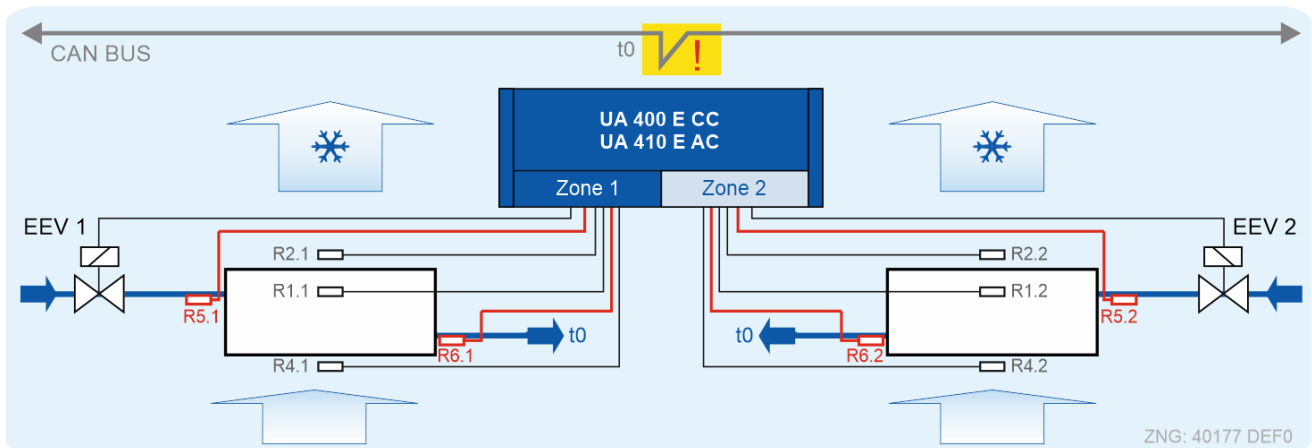 CAN BUS
t0
!
UA 400 E CC
UA 410 E AC
Zone 1
Zone 2
EEV 1
EEV 2
R2.1
R2.2
R1.1
R1.2
R5.1
R5.2
R6.1
t0
t0
R6.2
R4.1
R4.2
ZNG: 40177 DEF0